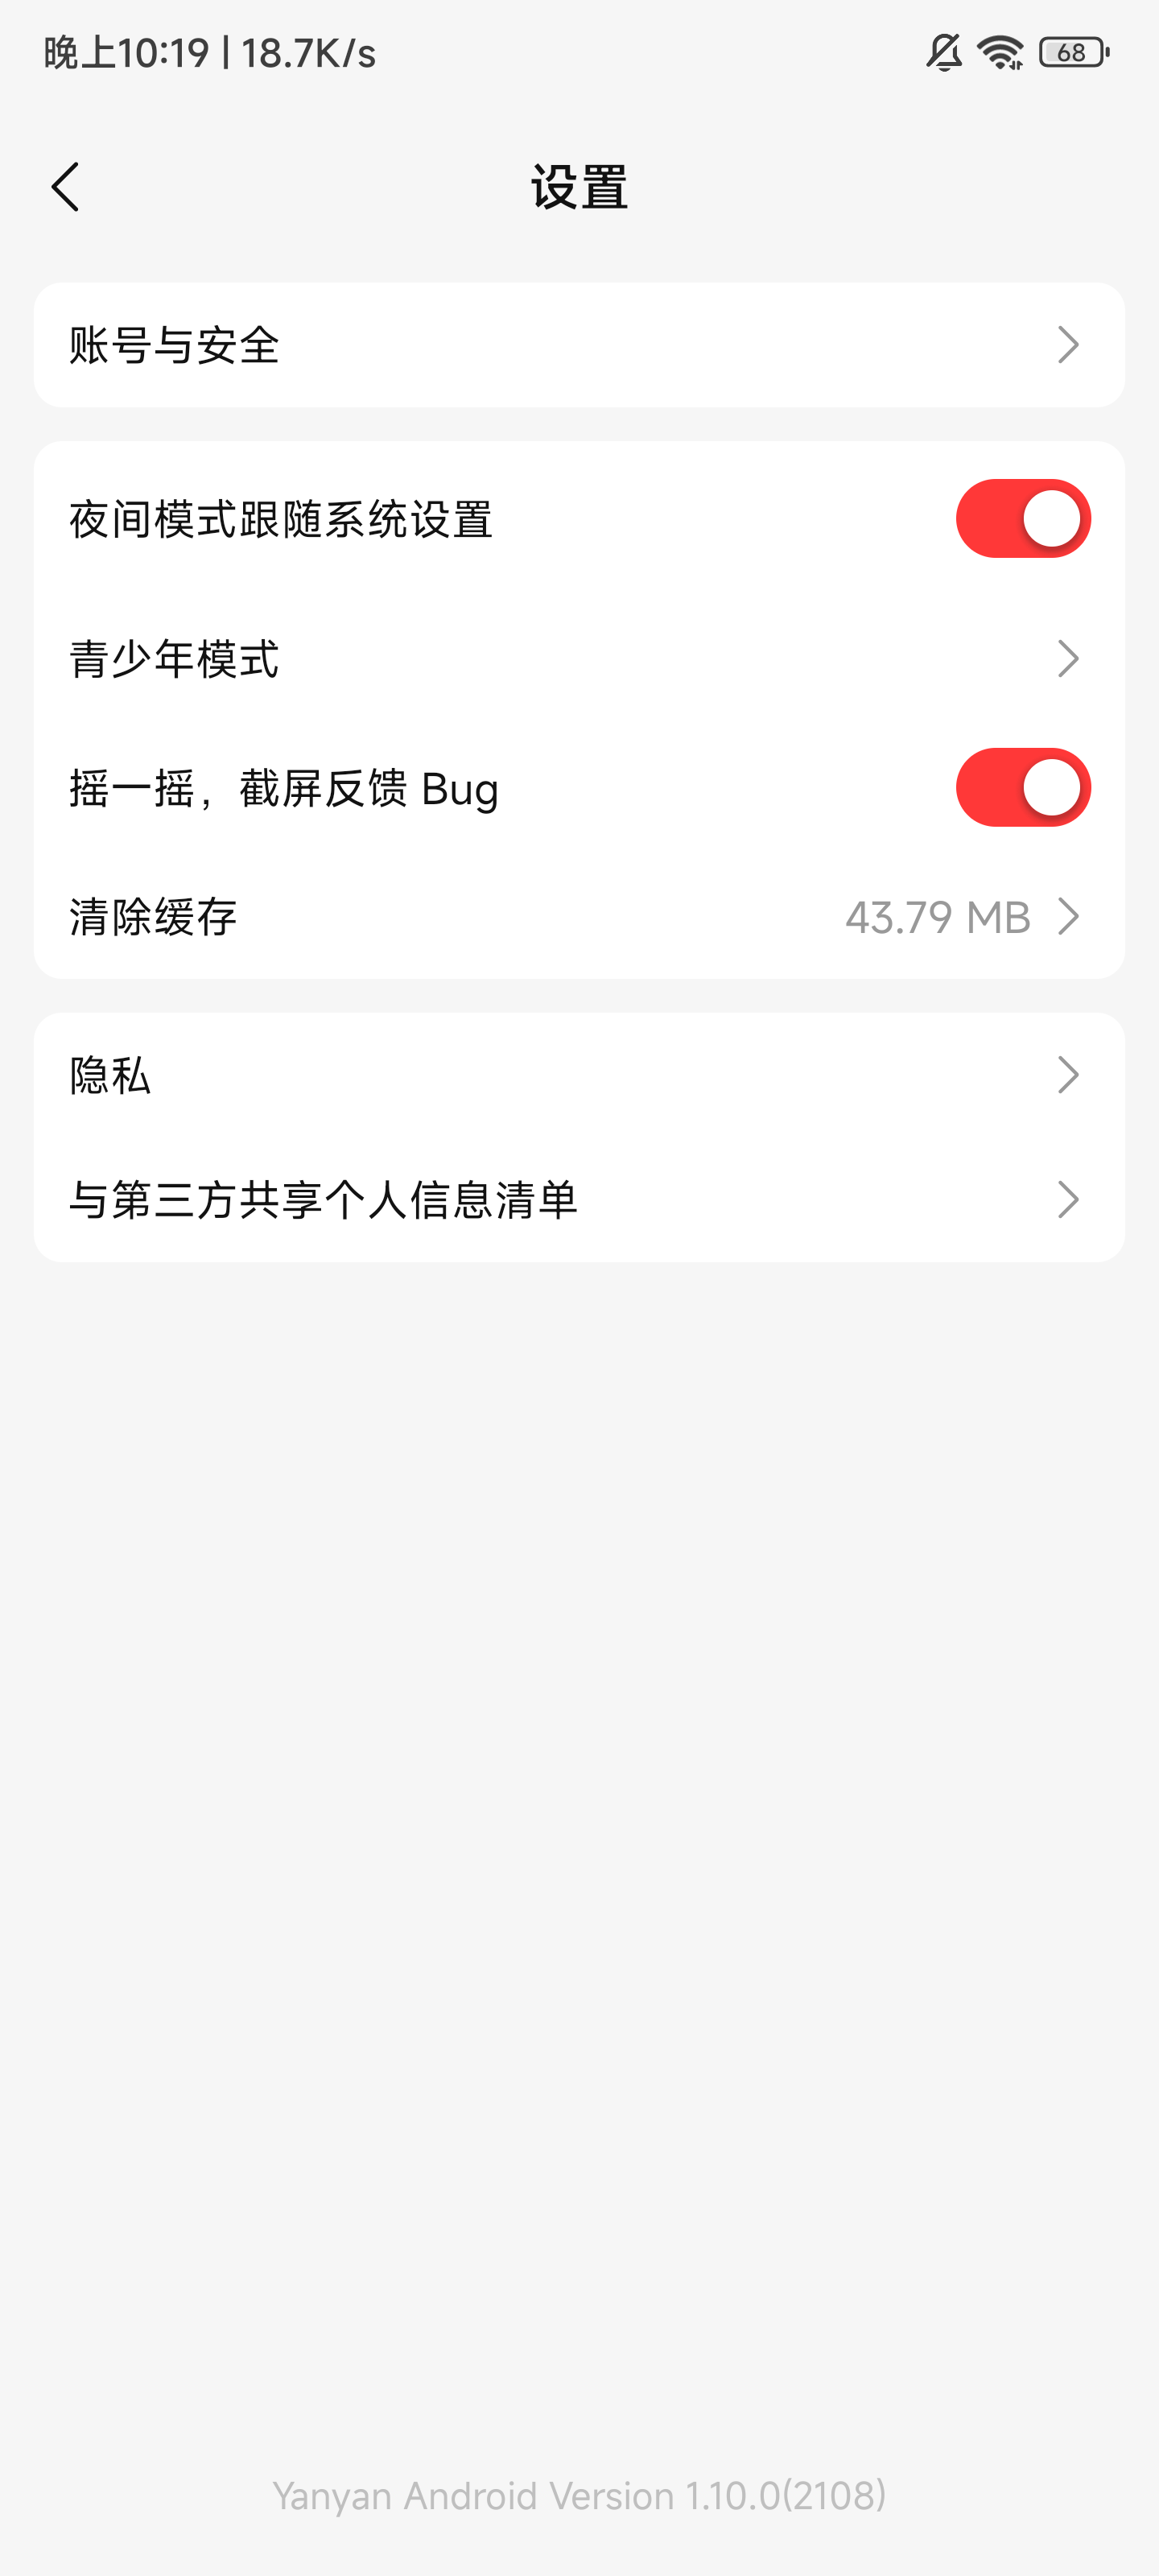 晚上10:19 | 18.7K/s
68
设置
账号与安全
夜间模式跟随系统设置
青少年模式
摇一摇，截屏反馈 Bug
清除缓存 43.79 MB
隐私
与第三方共享个人信息清单
Yanyan Android Version 1.10.0(2108)